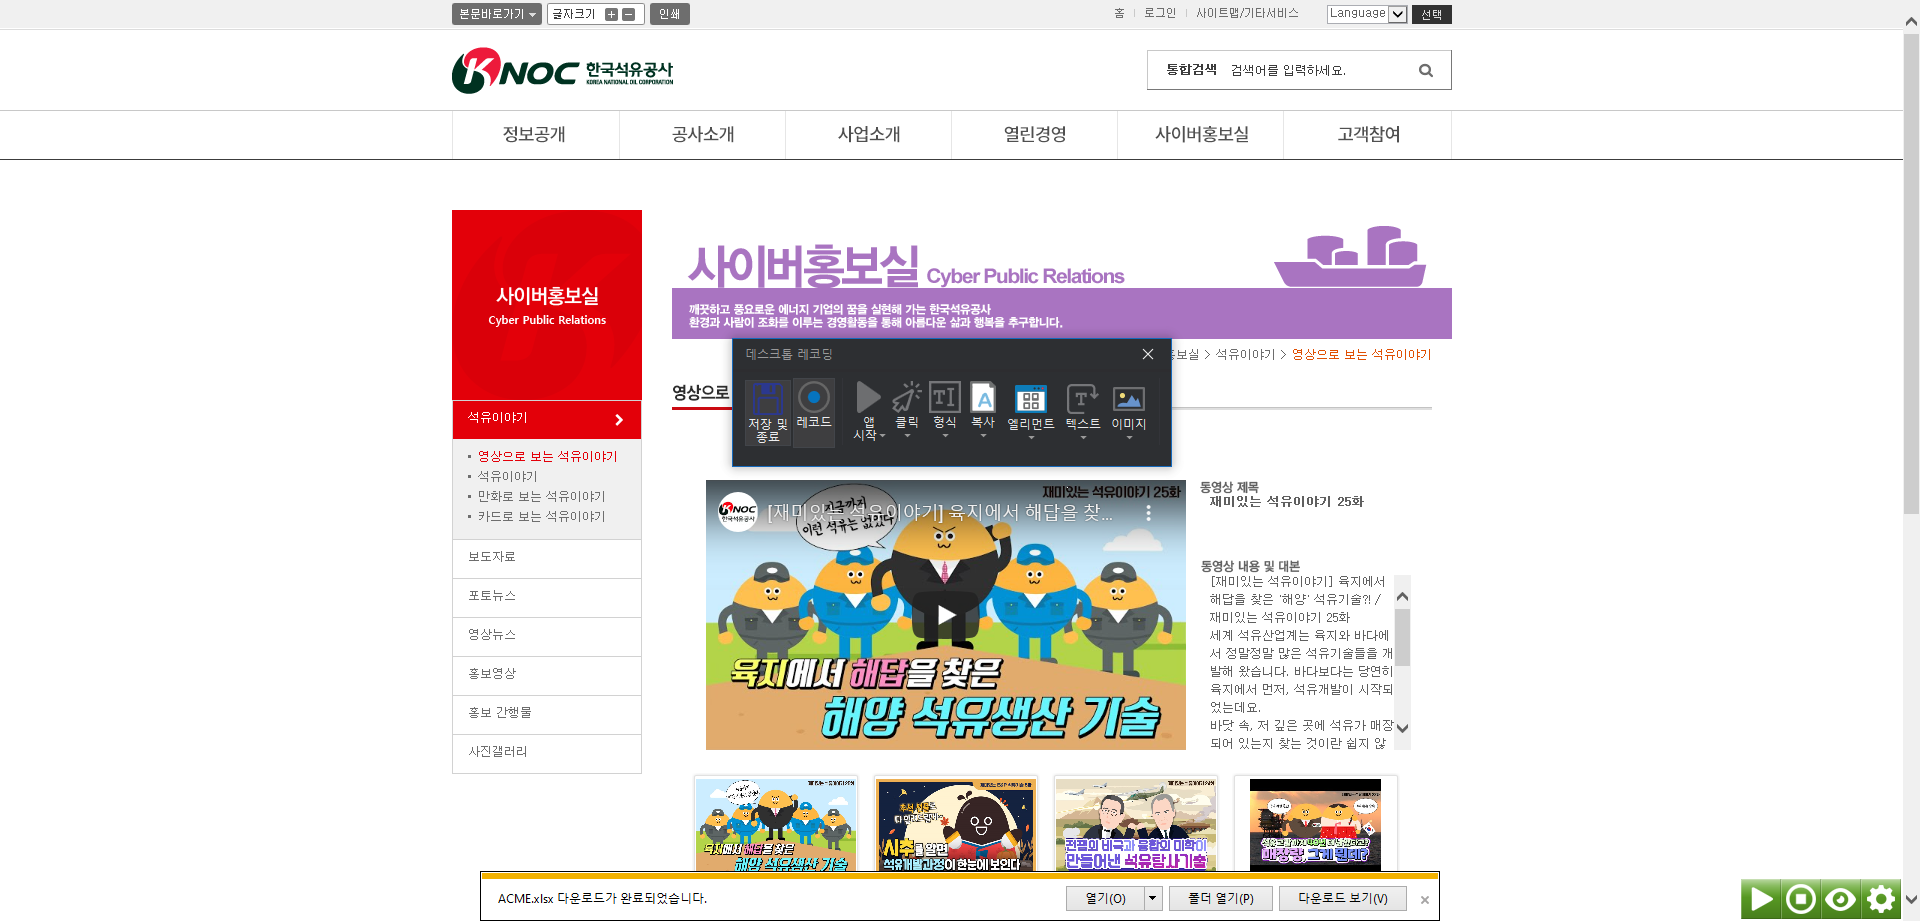 본문바로가기
글자크기
인쇄
홈
로그인
사이트맵/기타서비스
Language
선택
KNOC 한국석유공사
KOREA NATIONAL OIL CORPORATION
통합검색 검색어를 입력하세요.
정보공개
공사소개
사업소개
열린경영
사이버홍보실
고객참여
사이버홍보실
Cyber Public Relations
사이버홍보실 Cyber Public Relations
깨끗하고 풍요로운 에너지 기업의 꿈을 실현해 가는 한국석유공사
환경과 사람이 조화를 이루는 경영활동을 통해 아름다운 삶과 행복을 추구합니다.
보실 > 석유이야기 > 영상으로 보는 석유이야기
영상으로
데스크톱 레코딩
저장 및
종료
레코드
앱
시작
클릭
형식
복사
엘리먼트
텍스트
이미지
석유이야기
영상으로 보는 석유이야기
석유이야기
만화로 보는 석유이야기
카드로 보는 석유이야기
보도자료
포토뉴스
영상뉴스
홍보영상
홍보 간행물
사진갤러리
재미있는 석유이야기 25화
KNOC
한국석유공사
[재미있는 석유이야기] 육지에서 해답을 찾...
지금까지
이런 석유는 없었다
육지에서 해답을 찾은
해양 석유생산 기술
동영상 제목
재미있는 석유이야기 25화
동영상 내용 및 대본
[재미있는 석유이야기] 육지에서
해답을 찾은 '해양' 석유기술?! /
재미있는 석유이야기 25화
세계 석유산업계는 육지와 바다에
서 정말정말 많은 석유기술들을 개
발해 왔습니다. 바다보다는 당연히
육지에서 먼저, 석유개발이 시작되
었는데요.
바닷 속, 저 깊은 곳에 석유가 매장
되어 있는지 찾는 것이란 쉽지 않
육지에서 해답을 찾은
해양 석유생산 기술
시추를 알면
석유개발과정이 한눈에 보인다
전쟁의 비극과 음향의 미학이
만들어낸 석유탐사기술
매장량, 그게 뭔데?
ACME.xlsx 다운로드가 완료되었습니다.
열기(O)
폴더 열기(P)
다운로드 보기(V)